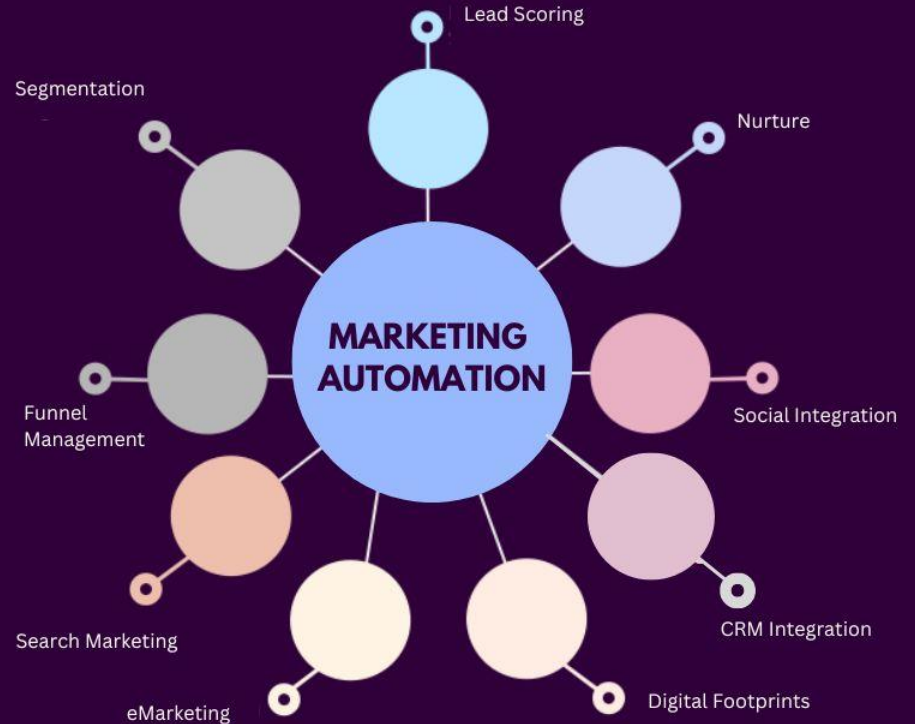 Lead Scoring
Segmentation
Nurture
MARKETING
AUTOMATION
Funnel
Management
Social Integration
CRM Integration
Search Marketing
Digital Footprints
eMarketing